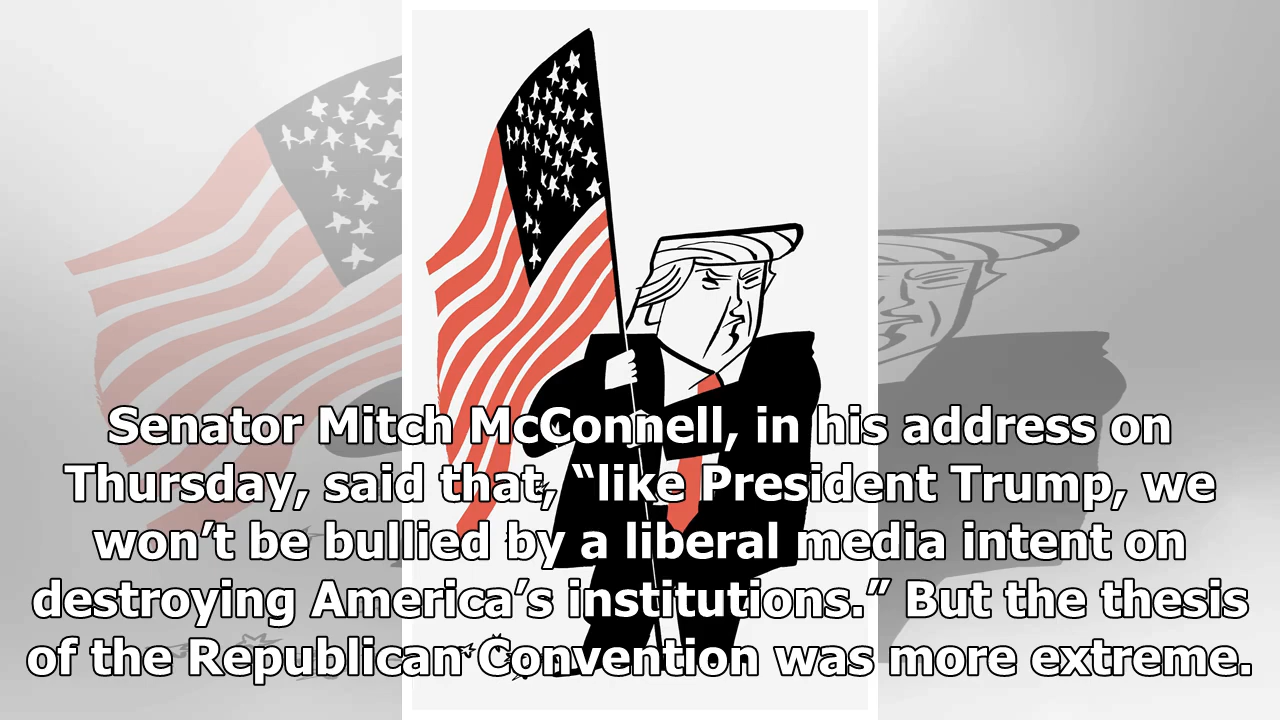 Senator Mitch McConnell, in his address on
Thursday, said that, “like President Trump, we
won’t be bullied by a liberal media intent on
destroying America’s institutions.” But the thesis
of the Republican Convention was more extreme.